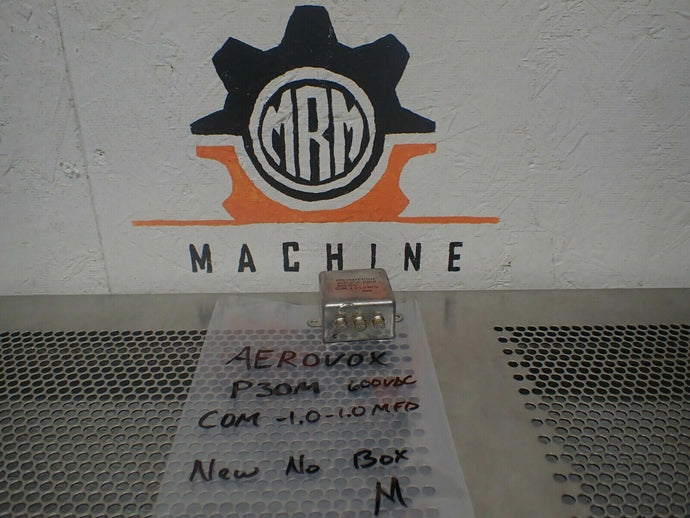 MRM
MACHINE
AEROVOX
P30M 600VDC
COM -1.0-1.0 MFD
New No Box
M